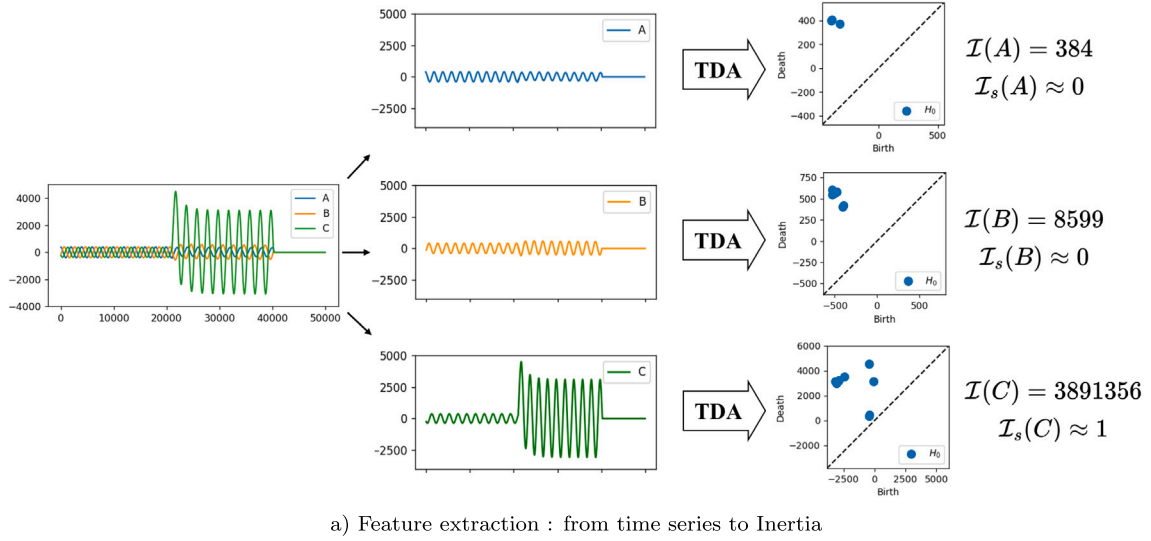 5000
2500
0
−2500
A
TDA
400
200
0
−200
−400
Death
0
500
Birth
H₀
I(A) = 384
Iₛ(A) ≈ 0
4000
2000
0
−2000
−4000
0
10000
20000
30000
40000
50000
A
B
C
5000
2500
0
−2500
B
TDA
750
500
250
0
−250
−500
Death
−500
0
500
Birth
H₀
I(B) = 8599
Iₛ(B) ≈ 0
5000
2500
0
−2500
C
TDA
6000
4000
2000
0
−2000
Death
−2500
0
2500
5000
Birth
H₀
I(C) = 3891356
Iₛ(C) ≈ 1
a) Feature extraction : from time series to Inertia